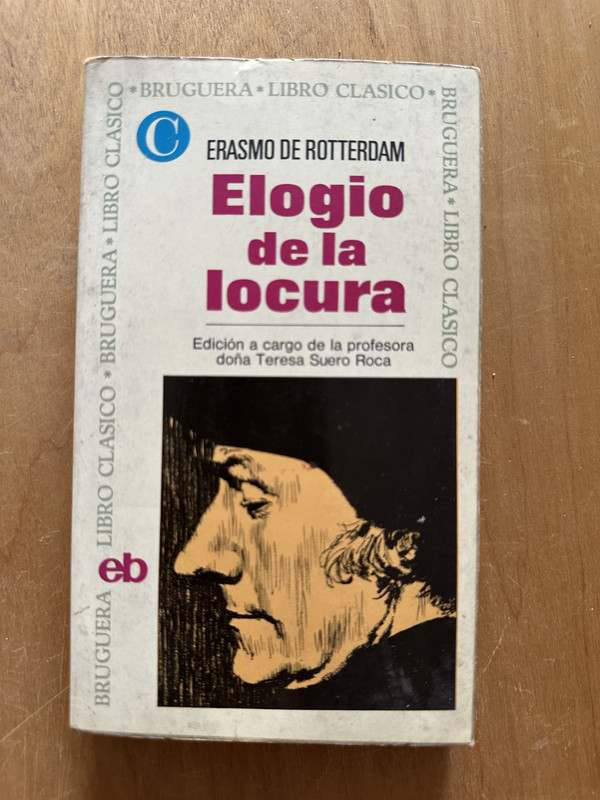 *BRUGUERA*LIBRO CLASICO*
BRUGUERA*LIBRO CLASICO
BRUGUERA LIBRO CLASICO*BRUGUERA*LIBRO CLASICO
C
ERASMO DE ROTTERDAM
Elogio
de la
locura
Edición a cargo de la profesora
doña Teresa Suero Roca
eb